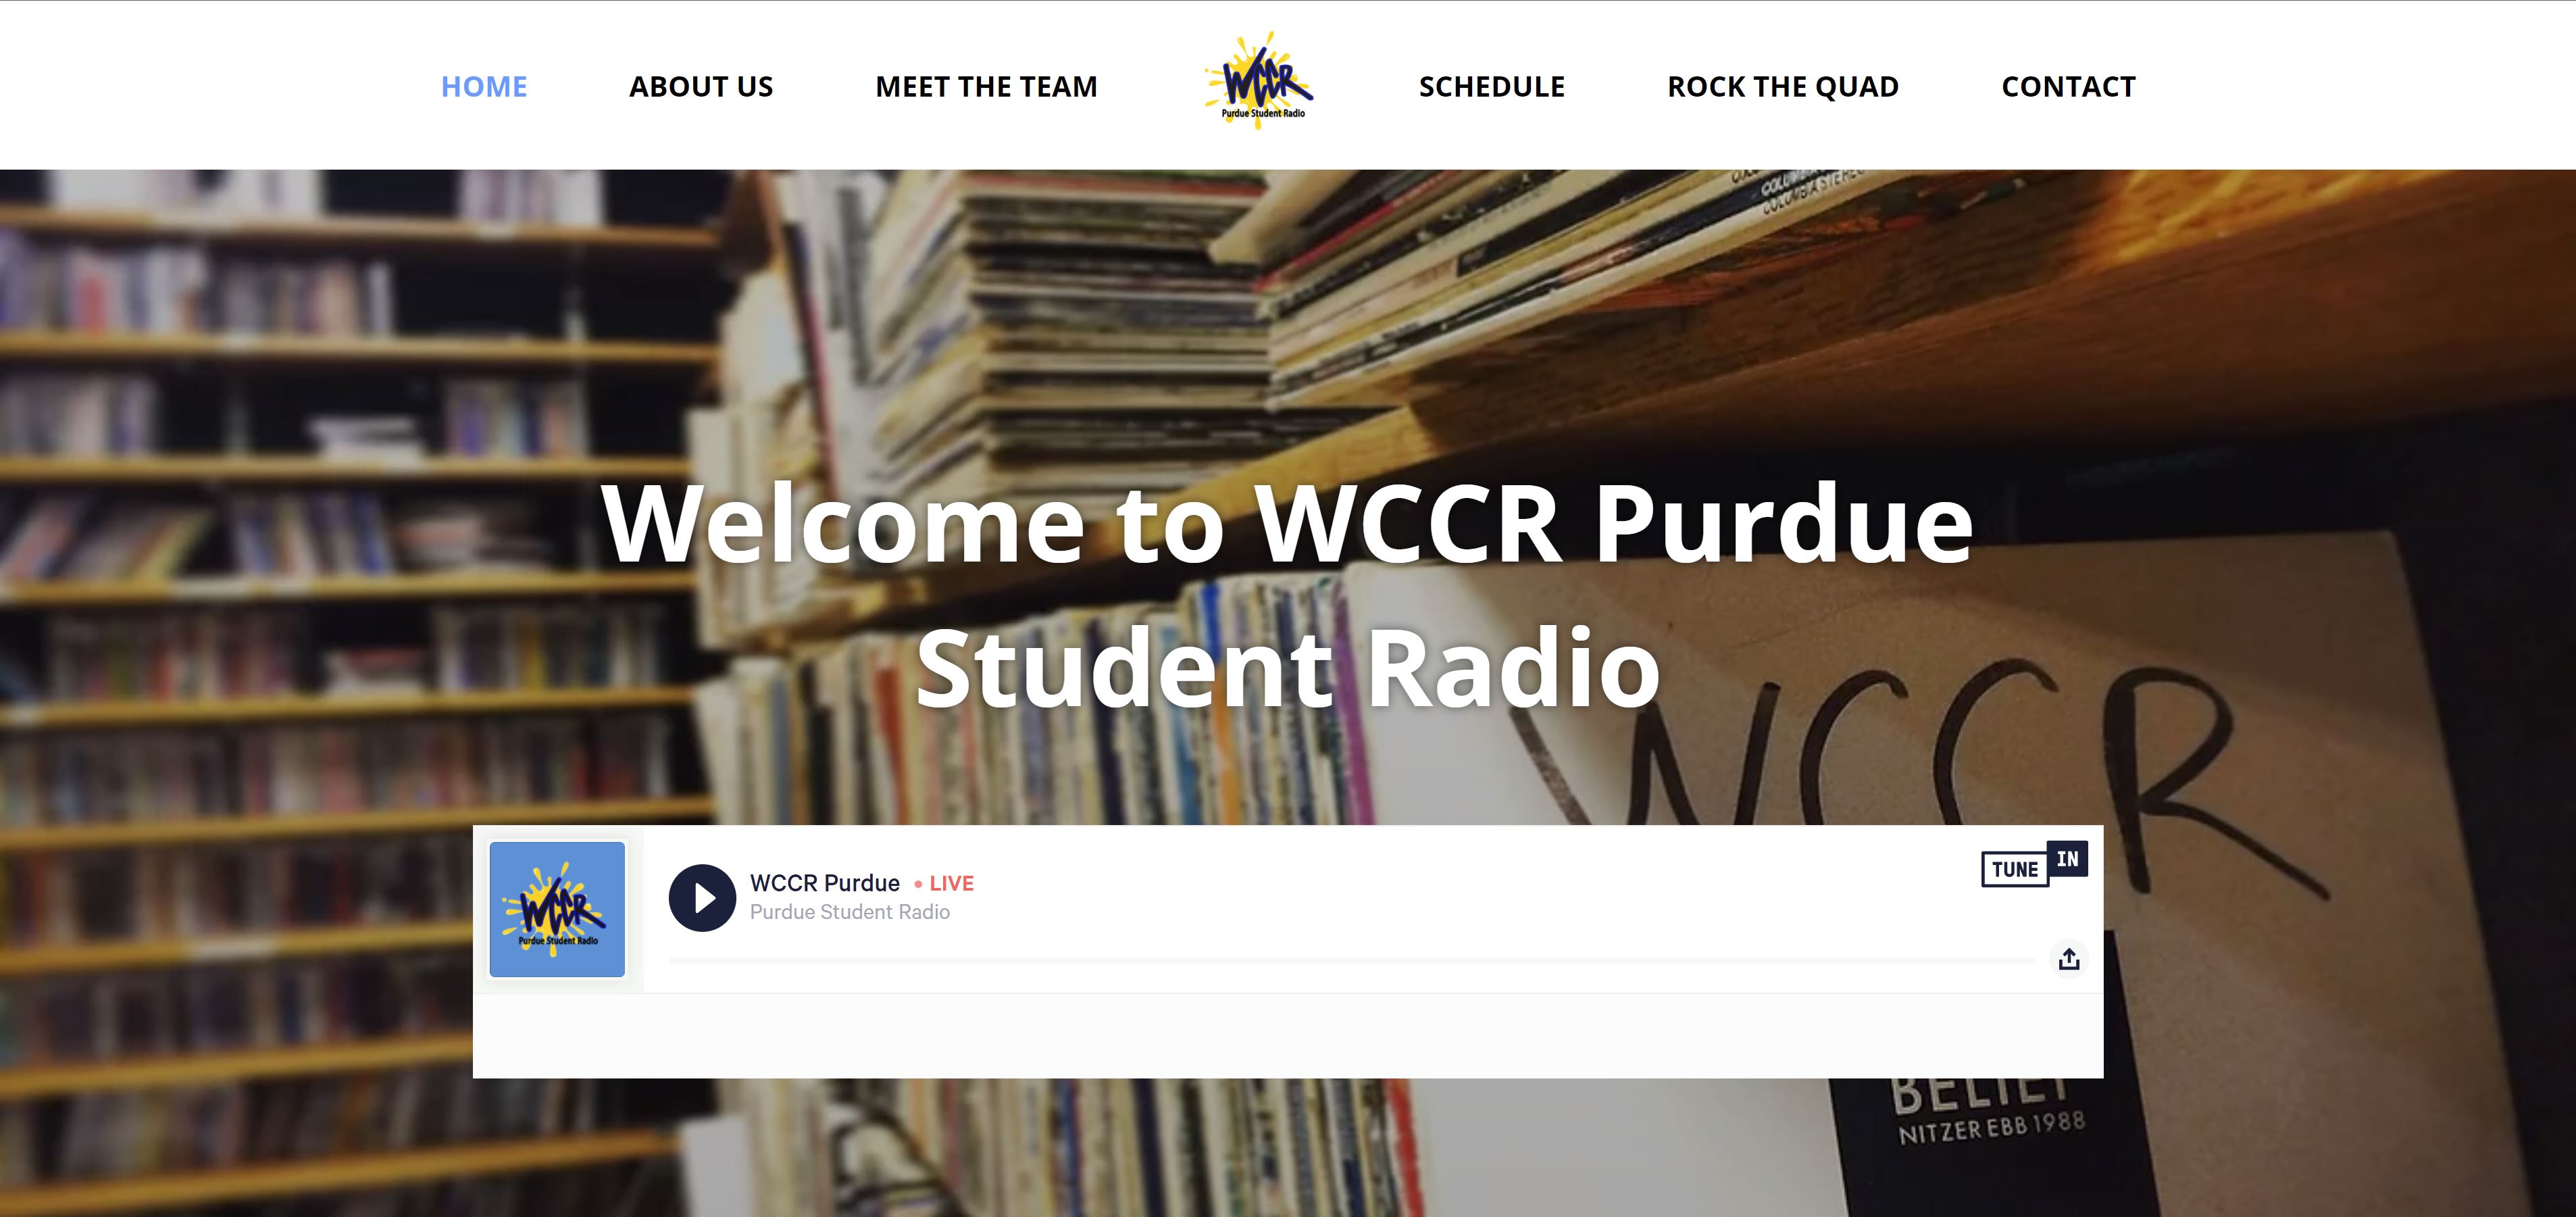 HOME
ABOUT US
MEET THE TEAM
WCCR
Purdue Student Radio
SCHEDULE
ROCK THE QUAD
CONTACT
COLUMBIA STEREO
Welcome to WCCR Purdue
Student Radio
WCCR
WCCR
Purdue Student Radio
WCCR Purdue • LIVE
Purdue Student Radio
TUNE IN
BELIEF
NITZER EBB 1988